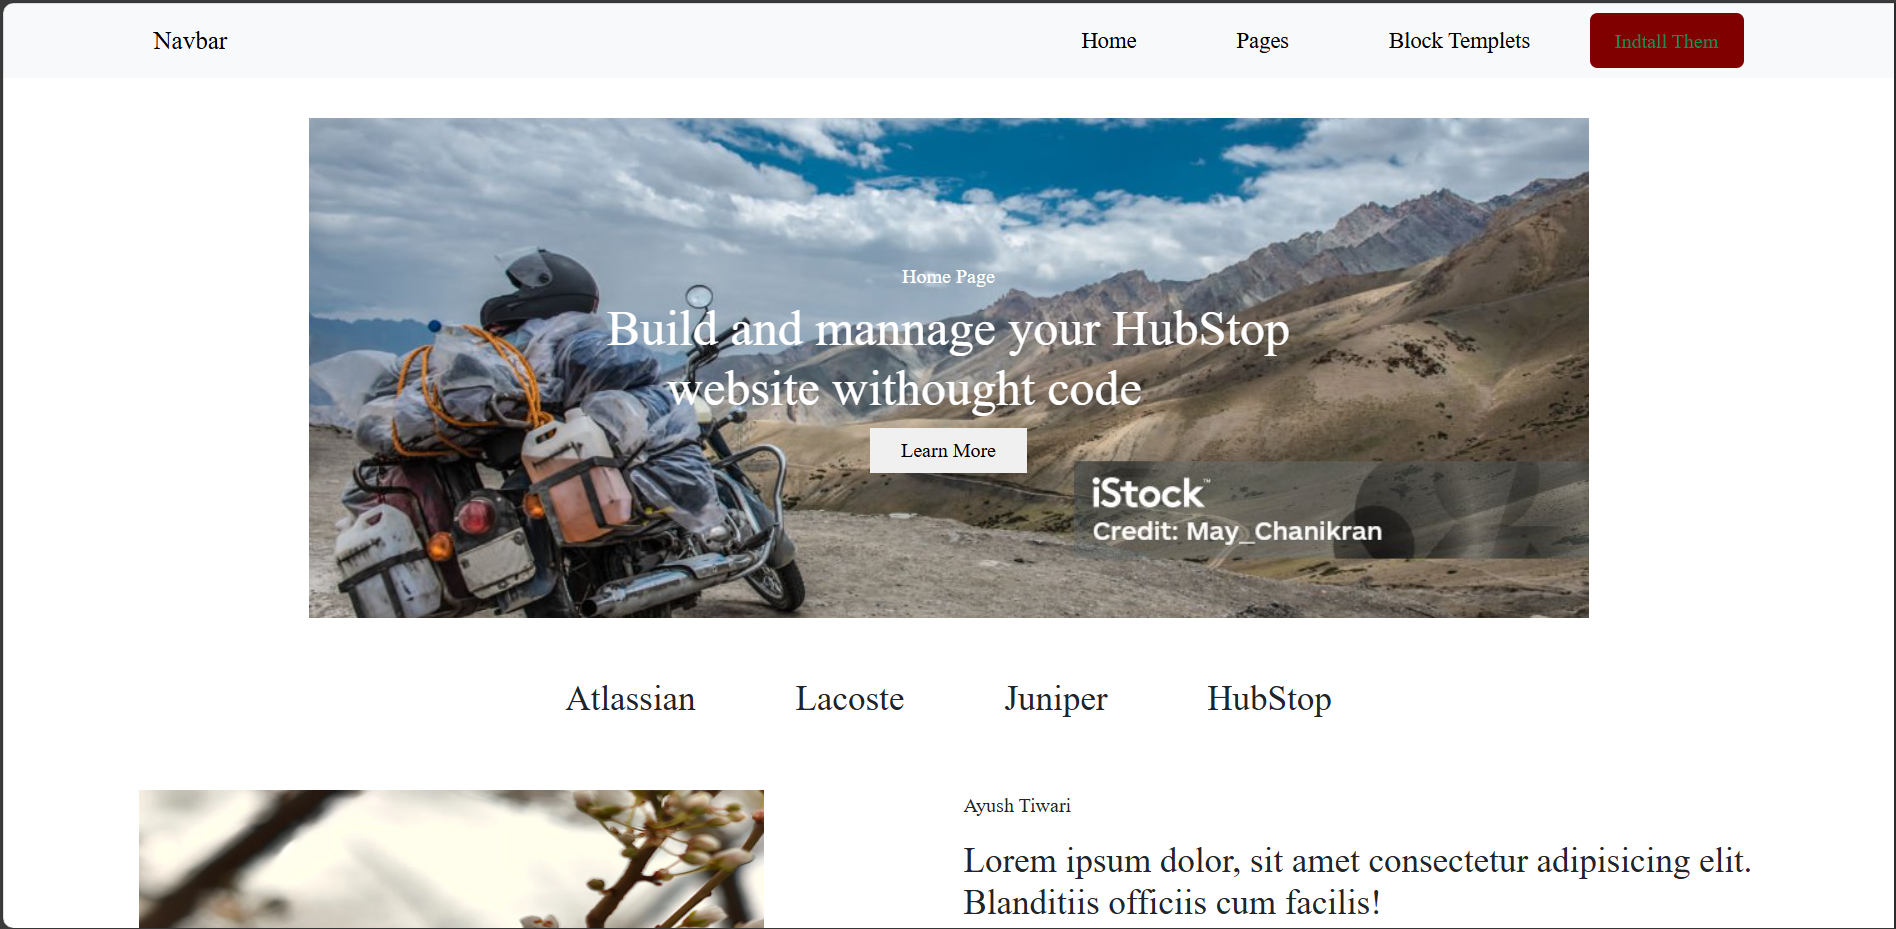 Navbar
Home
Pages
Block Templets
Indtall Them
Home Page
Build and mannage your HubStop
website withought code
Learn More
iStock™
Credit: May_Chanikran
Atlassian
Lacoste
Juniper
HubStop
Ayush Tiwari
Lorem ipsum dolor, sit amet consectetur adipisicing elit.
Blanditiis officiis cum facilis!